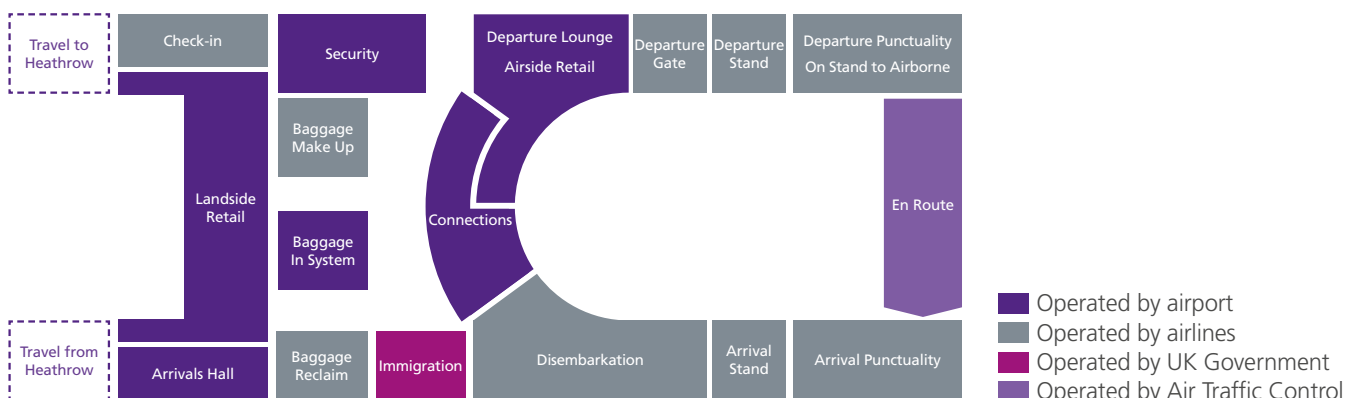 Travel to
Heathrow
Check-in
Security
Departure Lounge
Airside Retail
Departure
Gate
Departure
Stand
Departure Punctuality
On Stand to Airborne
Baggage
Make Up
Landside
Retail
Connections
En Route
Baggage
In System
Travel from
Heathrow
Arrivals Hall
Baggage
Reclaim
Immigration
Disembarkation
Arrival
Stand
Arrival Punctuality
Operated by airport
Operated by airlines
Operated by UK Government
Operated by Air Traffic Control